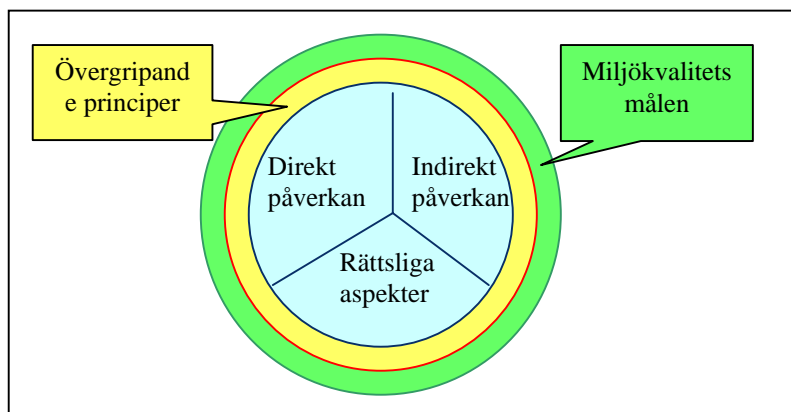 Övergripand
e principer
Miljökvalitets
målen
Direkt
påverkan
Indirekt
påverkan
Rättsliga
aspekter